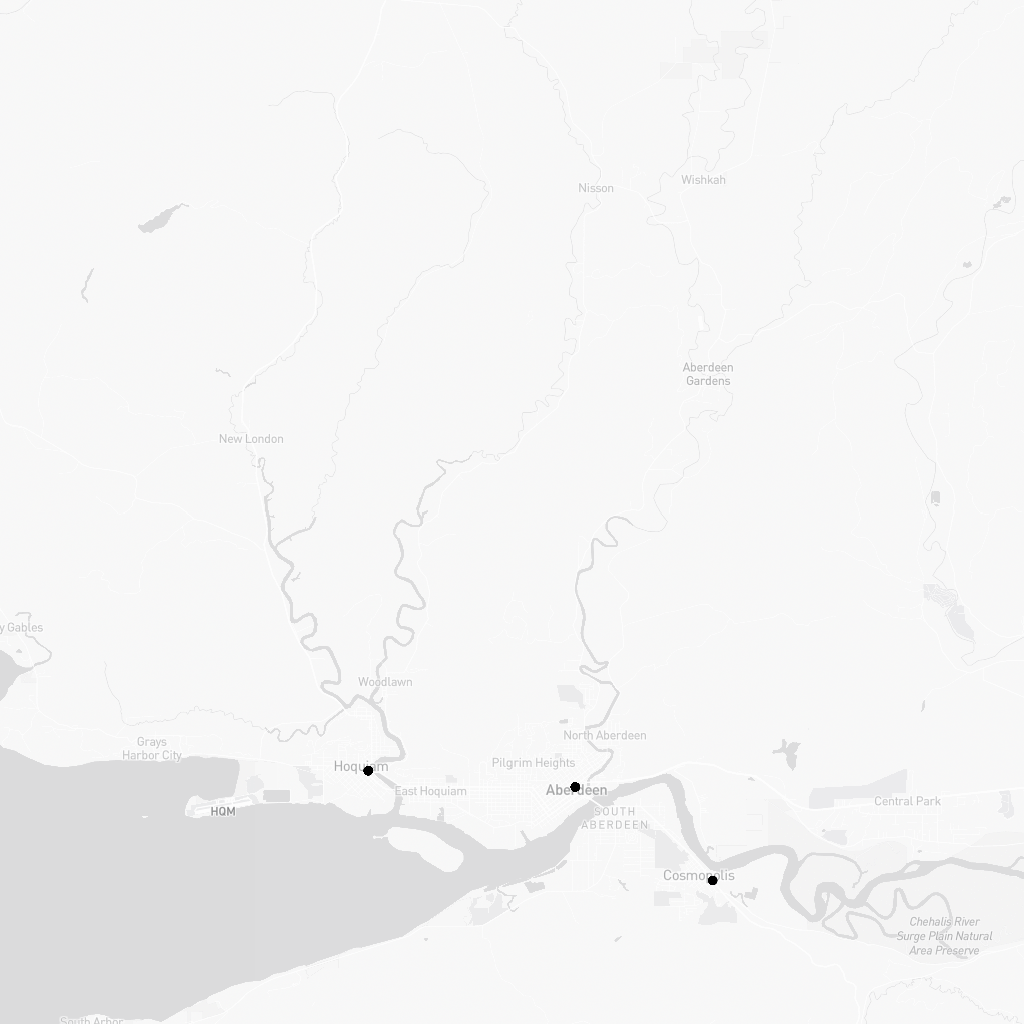 Nisson
Wishkah
Aberdeen
Gardens
New London
y Gables
Woodlawn
North Aberdeen
Grays
Harbor City
Hoquiam
Pilgrim Heights
East Hoquiam
Aberdeen
HQM
SOUTH
ABERDEEN
Central Park
Cosmopolis
Chehalis River
Surge Plain Natural
Area Preserve
South Arbor